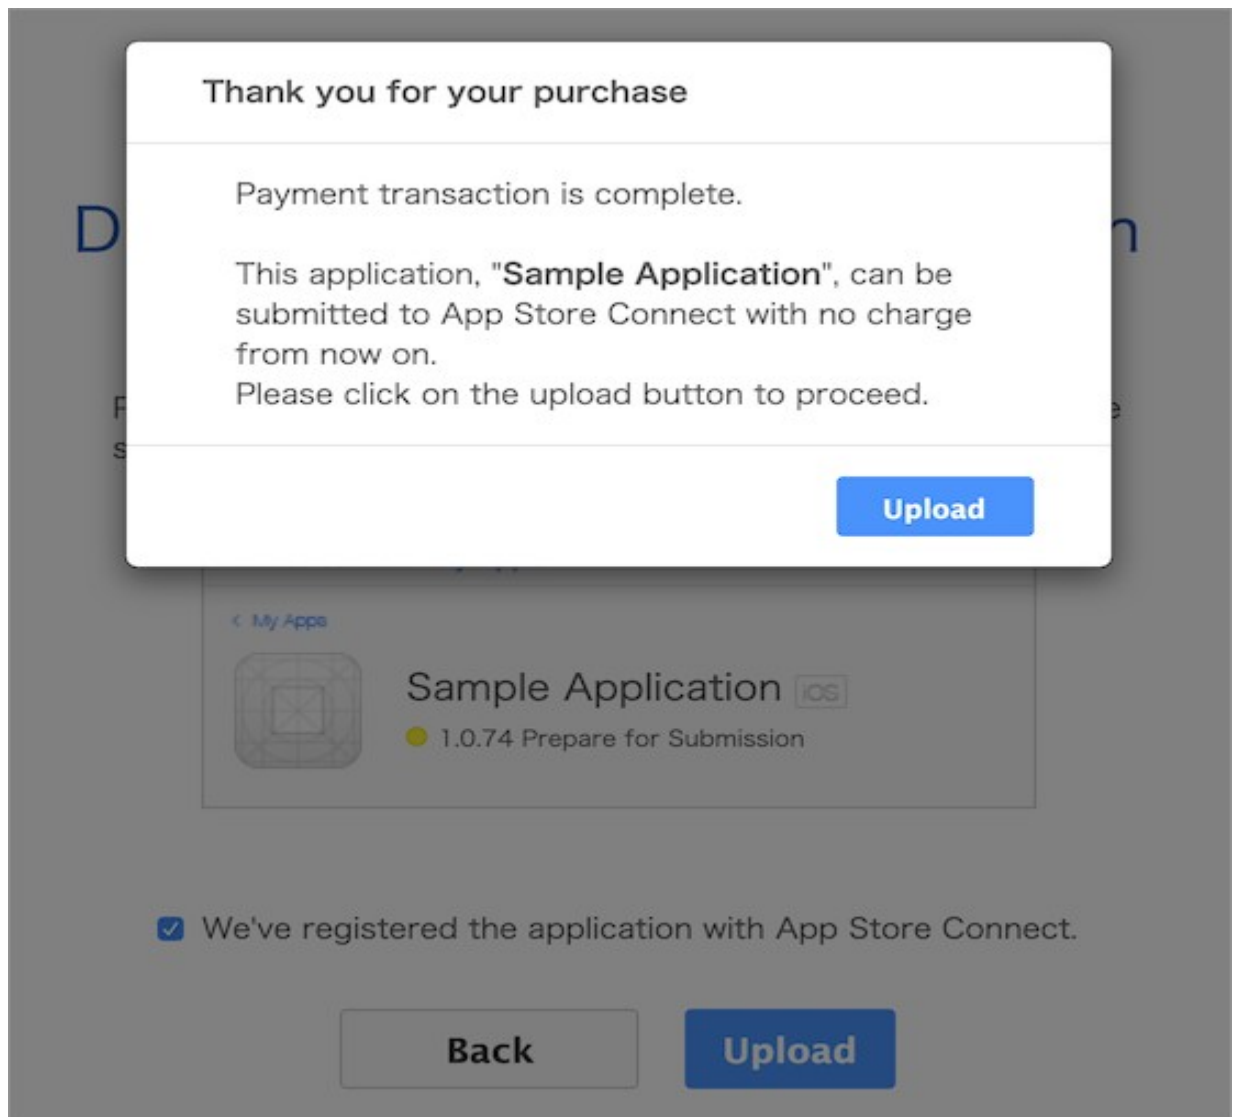 Thank you for your purchase
Payment transaction is complete.
This application, "Sample Application", can be
submitted to App Store Connect with no charge
from now on.
Please click on the upload button to proceed.
Upload
< My Apps
Sample Application iOS
1.0.74 Prepare for Submission
We've registered the application with App Store Connect.
Back
Upload